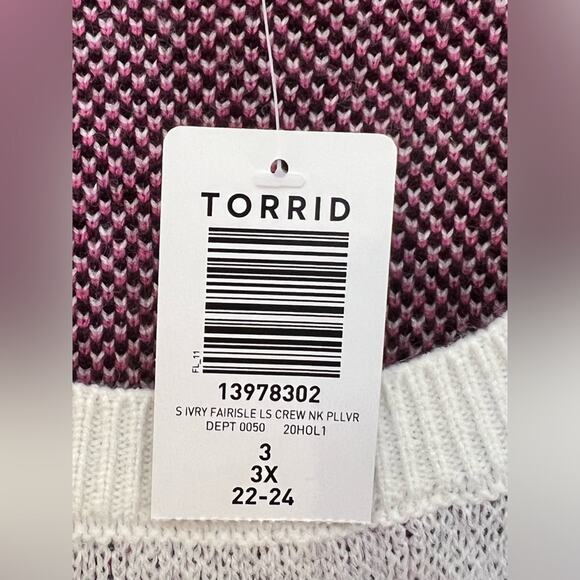 TORRID
FL_11
13978302
S IVRY FAIRISLE LS CREW NK PLLVR
DEPT 0050 20HOL1
3
3X
22-24